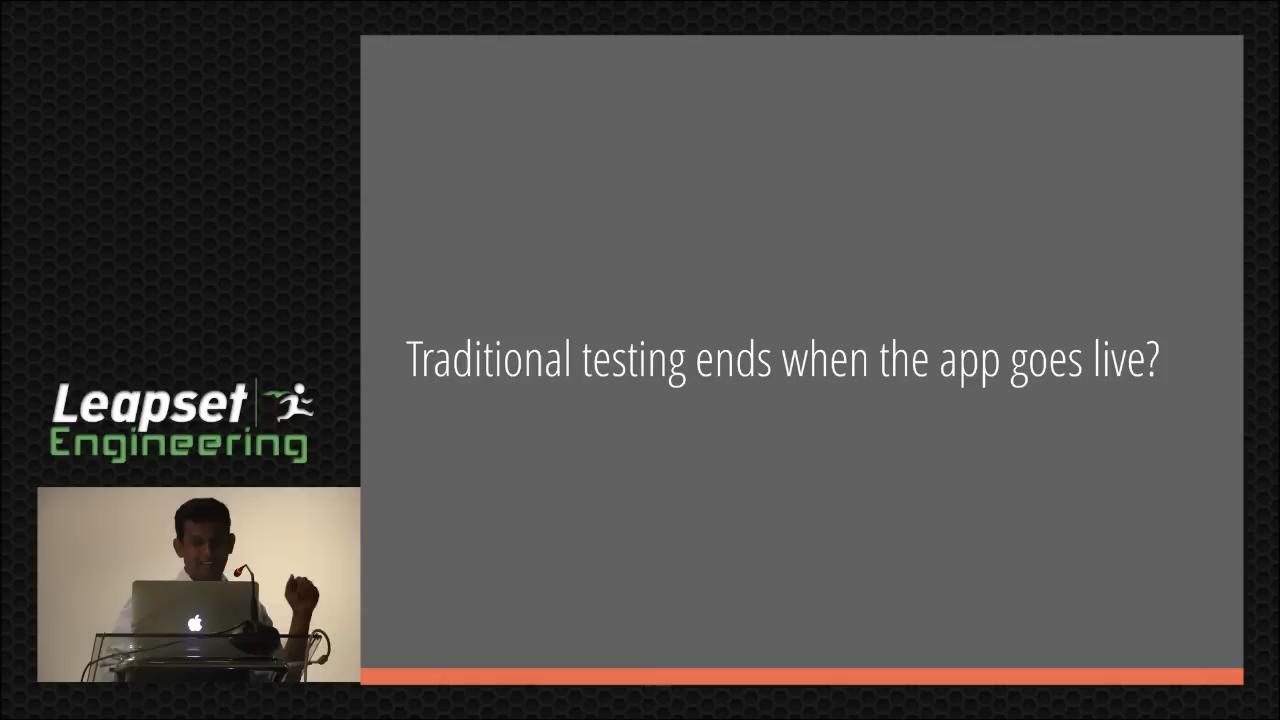 Traditional testing ends when the app goes live?
Leapset
Engineering